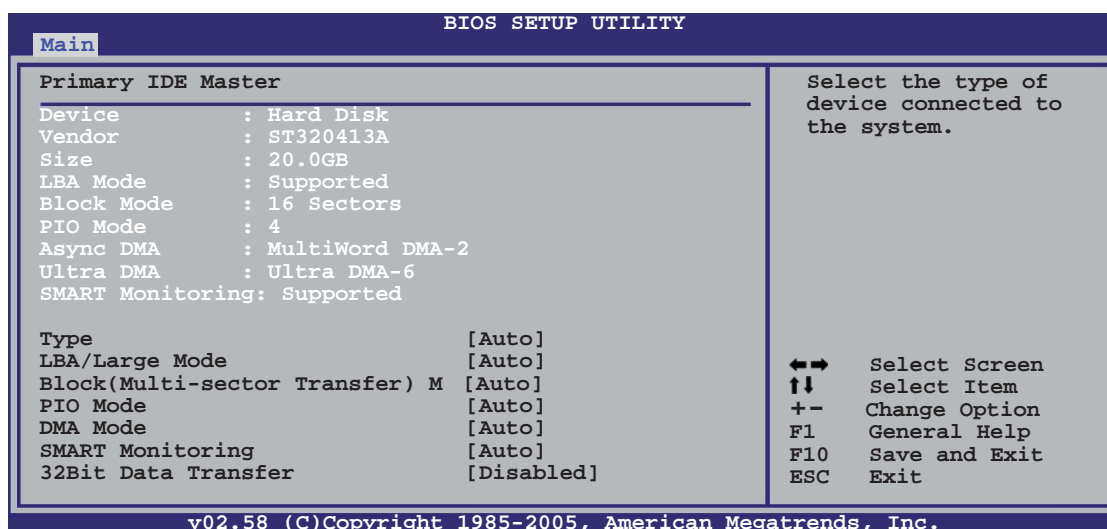 BIOS SETUP UTILITY
Main
Primary IDE Master
Device : Hard Disk
Vendor : ST320413A
Size : 20.0GB
LBA Mode : Supported
Block Mode : 16 Sectors
PIO Mode : 4
Async DMA : MultiWord DMA-2
Ultra DMA : Ultra DMA-6
SMART Monitoring: Supported
Type [Auto]
LBA/Large Mode [Auto]
Block(Multi-sector Transfer) M [Auto]
PIO Mode [Auto]
DMA Mode [Auto]
SMART Monitoring [Auto]
32Bit Data Transfer [Disabled]
Select the type of
device connected to
the system.
←→ Select Screen
↑↓ Select Item
+- Change Option
F1 General Help
F10 Save and Exit
ESC Exit
v02.58 (C)Copyright 1985-2005, American Megatrends, Inc.